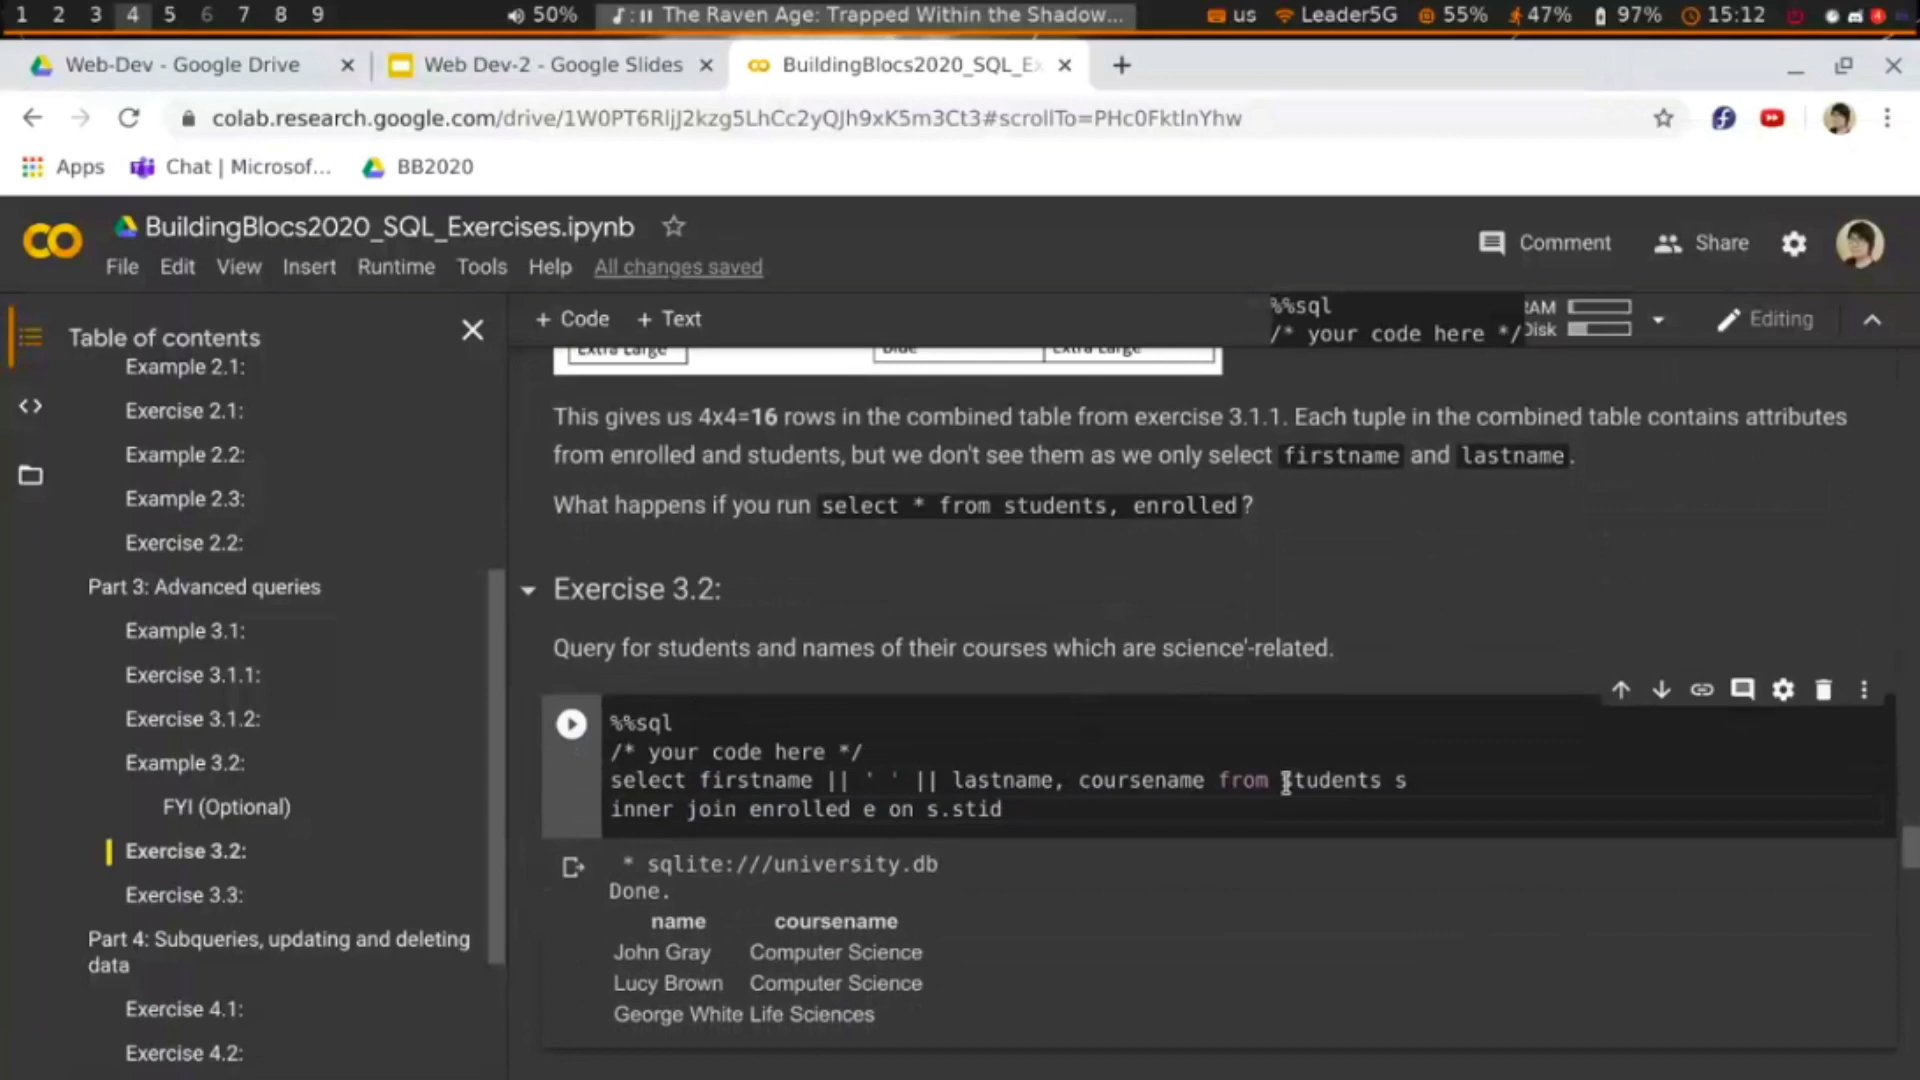 1 2 3 4 5 6 7 8 9 50% The Raven Age: Trapped Within the Shadow... us Leader5G 55% 47% 97% 15:12
Web-Dev - Google Drive Web Dev-2 - Google Slides BuildingBlocs2020_SQL_Ex
colab.research.google.com/drive/1W0PT6RljJ2kzg5LhCc2yQJh9xK5m3Ct3#scrollTo=PHc0FktlnYhw
Apps Chat | Microsof... BB2020
BuildingBlocs2020_SQL_Exercises.ipynb
Comment Share
File Edit View Insert Runtime Tools Help All changes saved
+ Code + Text
%%sql
/* your code here */
RAM
Disk
Editing
Table of contents
Example 2.1:
Exercise 2.1:
Example 2.2:
Example 2.3:
Exercise 2.2:
Part 3: Advanced queries
Example 3.1:
Exercise 3.1.1:
Exercise 3.1.2:
Example 3.2:
FYI (Optional)
Exercise 3.2:
Exercise 3.3:
Part 4: Subqueries, updating and deleting
data
Exercise 4.1:
Exercise 4.2:
Extra Large Blue Extra Large
This gives us 4x4=16 rows in the combined table from exercise 3.1.1. Each tuple in the combined table contains attributes
from enrolled and students, but we don't see them as we only select firstname and lastname.
What happens if you run select * from students, enrolled?
Exercise 3.2:
Query for students and names of their courses which are science'-related.
%%sql
/* your code here */
select firstname || ' ' || lastname, coursename from students s
inner join enrolled e on s.stid
* sqlite:///university.db
Done.
name coursename
John Gray Computer Science
Lucy Brown Computer Science
George White Life Sciences